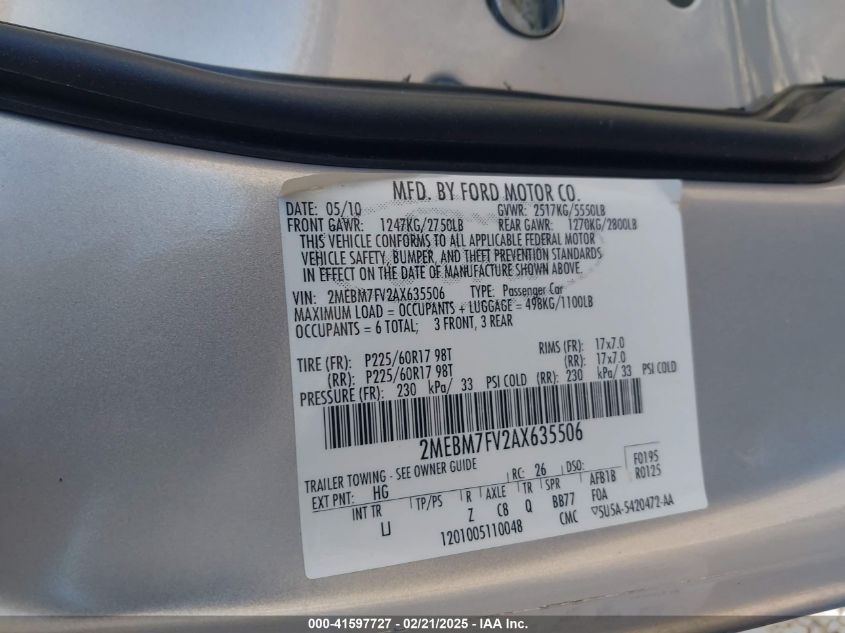 MFD. BY FORD MOTOR CO.
DATE: 05/10 GVWR: 2517KG/5550LB
FRONT GAWR: 1247KG/2750LB REAR GAWR: 1270KG/2800LB
THIS VEHICLE CONFORMS TO ALL APPLICABLE FEDERAL MOTOR
VEHICLE SAFETY, BUMPER, AND THEFT PREVENTION STANDARDS
IN EFFECT ON THE DATE OF MANUFACTURE SHOWN ABOVE.
VIN: 2MEBM7FV2AX635506 TYPE: Passenger Car
MAXIMUM LOAD = OCCUPANTS + LUGGAGE = 498KG/1100LB
OCCUPANTS = 6 TOTAL; 3 FRONT, 3 REAR
TIRE (FR): P225/60R17 98T RIMS (FR): 17x7.0
(RR): P225/60R17 98T (RR): 17x7.0
PRESSURE (FR): 230 kPa/ 33 PSI COLD (RR): 230 kPa/ 33 PSI COLD
2MEBM7FV2AX635506
TRAILER TOWING - SEE OWNER GUIDE
EXT PNT: HG RC: 26 DSO: AFB1B F0195 R0125
INT TR TP/PS R AXLE TR SPR
U Z C8 Q BB77 F0A
1201005110048 CMC ▽5U5A-5420472-AA
000-41597727 — 02/21/2025 — IAAI.COM